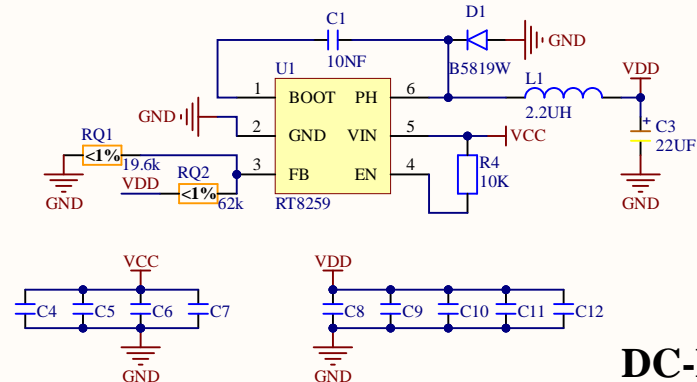 C1
10NF
D1
B5819W
GND
U1
1 BOOT PH 6
2 GND VIN 5
3 FB EN 4
RT8259
GND
L1
2.2UH
VDD
+
C3
22UF
GND
VCC
R4
10K
RQ1
<1%
19.6k
GND
RQ2
VDD
<1%
62k
VCC
C4 C5 C6 C7
GND
VDD
C8 C9 C10 C11 C12
GND
DC-